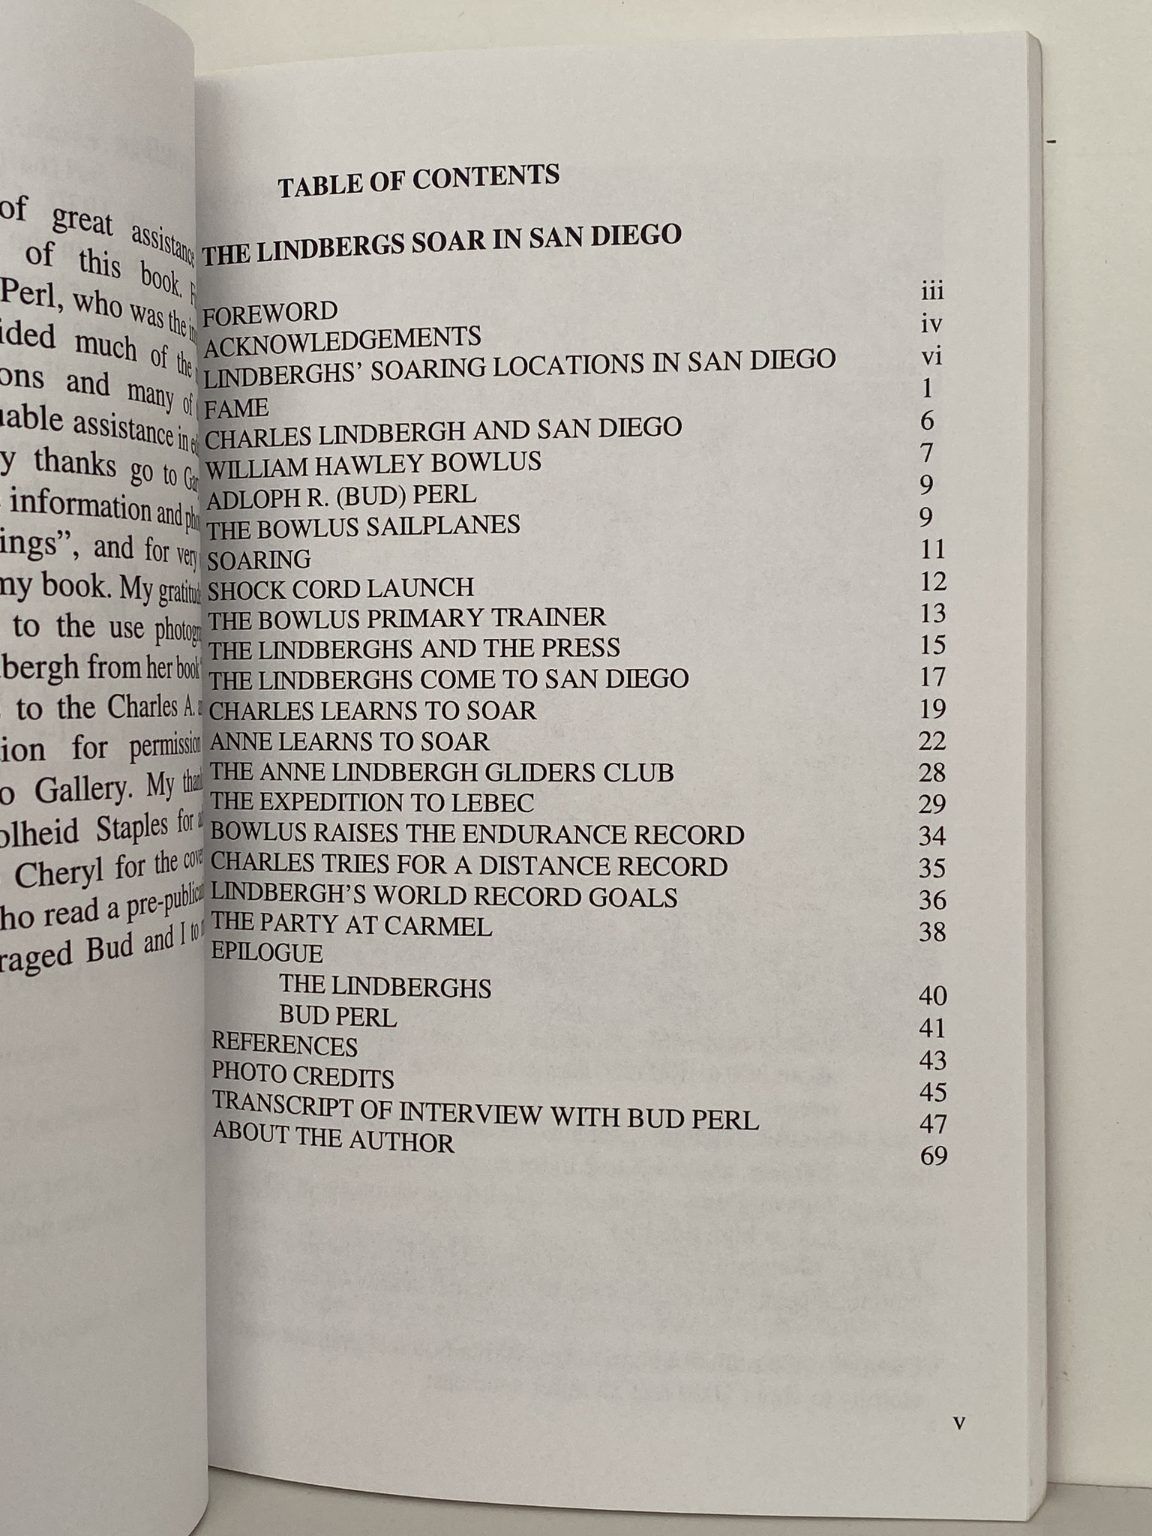 of great assistance
of this book.
Perl, who was the
ided much of the
ons and many of
uable assistance in
y thanks go to
information and
ings”, and for very
my book. My
to the use
bergh from her book
to the Charles A.
ion for permission
o Gallery. My
olheid Staples for
Cheryl for the
ho read a
raged Bud and I to
TABLE OF CONTENTS
THE LINDBERGS SOAR IN SAN DIEGO
FOREWORD iii
ACKNOWLEDGEMENTS iv
LINDBERGHS’ SOARING LOCATIONS IN SAN DIEGO vi
FAME 1
CHARLES LINDBERGH AND SAN DIEGO 6
WILLIAM HAWLEY BOWLUS 7
ADLOPH R. (BUD) PERL 9
THE BOWLUS SAILPLANES 9
SOARING 11
SHOCK CORD LAUNCH 12
THE BOWLUS PRIMARY TRAINER 13
THE LINDBERGHS AND THE PRESS 15
THE LINDBERGHS COME TO SAN DIEGO 17
CHARLES LEARNS TO SOAR 19
ANNE LEARNS TO SOAR 22
THE ANNE LINDBERGH GLIDERS CLUB 28
THE EXPEDITION TO LEBEC 29
BOWLUS RAISES THE ENDURANCE RECORD 34
CHARLES TRIES FOR A DISTANCE RECORD 35
LINDBERGH’S WORLD RECORD GOALS 36
THE PARTY AT CARMEL 38
EPILOGUE
THE LINDBERGHS 40
BUD PERL 41
REFERENCES 43
PHOTO CREDITS 45
TRANSCRIPT OF INTERVIEW WITH BUD PERL 47
ABOUT THE AUTHOR 69
v